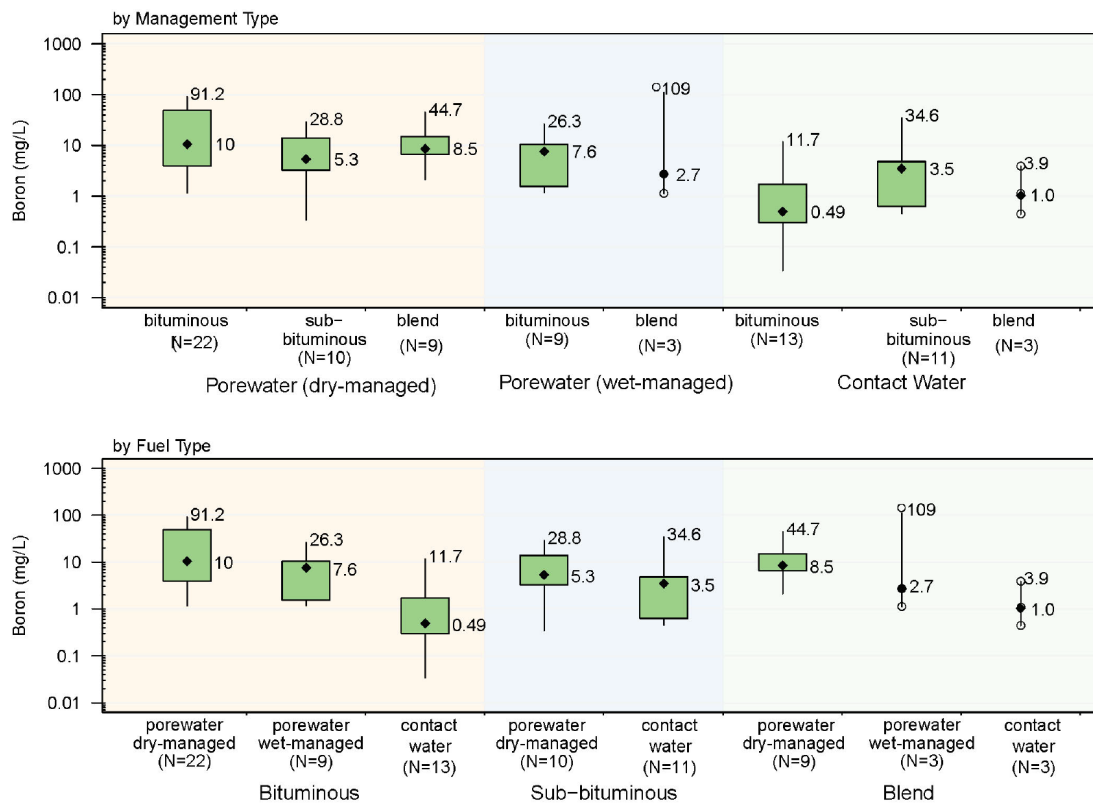 by Management Type
1000
100
10
1
0.1
0.01
Boron (mg/L)
91.2
10
28.8
5.3
44.7
8.5
26.3
7.6
109
2.7
11.7
0.49
34.6
3.5
3.9
1.0
bituminous
(N=22)
sub-
bituminous
(N=10)
blend
(N=9)
bituminous
(N=9)
blend
(N=3)
bituminous
(N=13)
sub-
bituminous
(N=11)
blend
(N=3)
Porewater (dry-managed)
Porewater (wet-managed)
Contact Water
by Fuel Type
1000
100
10
1
0.1
0.01
Boron (mg/L)
91.2
10
26.3
7.6
11.7
0.49
28.8
5.3
34.6
3.5
44.7
8.5
109
2.7
3.9
1.0
porewater
dry-managed
(N=22)
porewater
wet-managed
(N=9)
contact
water
(N=13)
porewater
dry-managed
(N=10)
contact
water
(N=11)
porewater
dry-managed
(N=9)
porewater
wet-managed
(N=3)
contact
water
(N=3)
Bituminous
Sub-bituminous
Blend